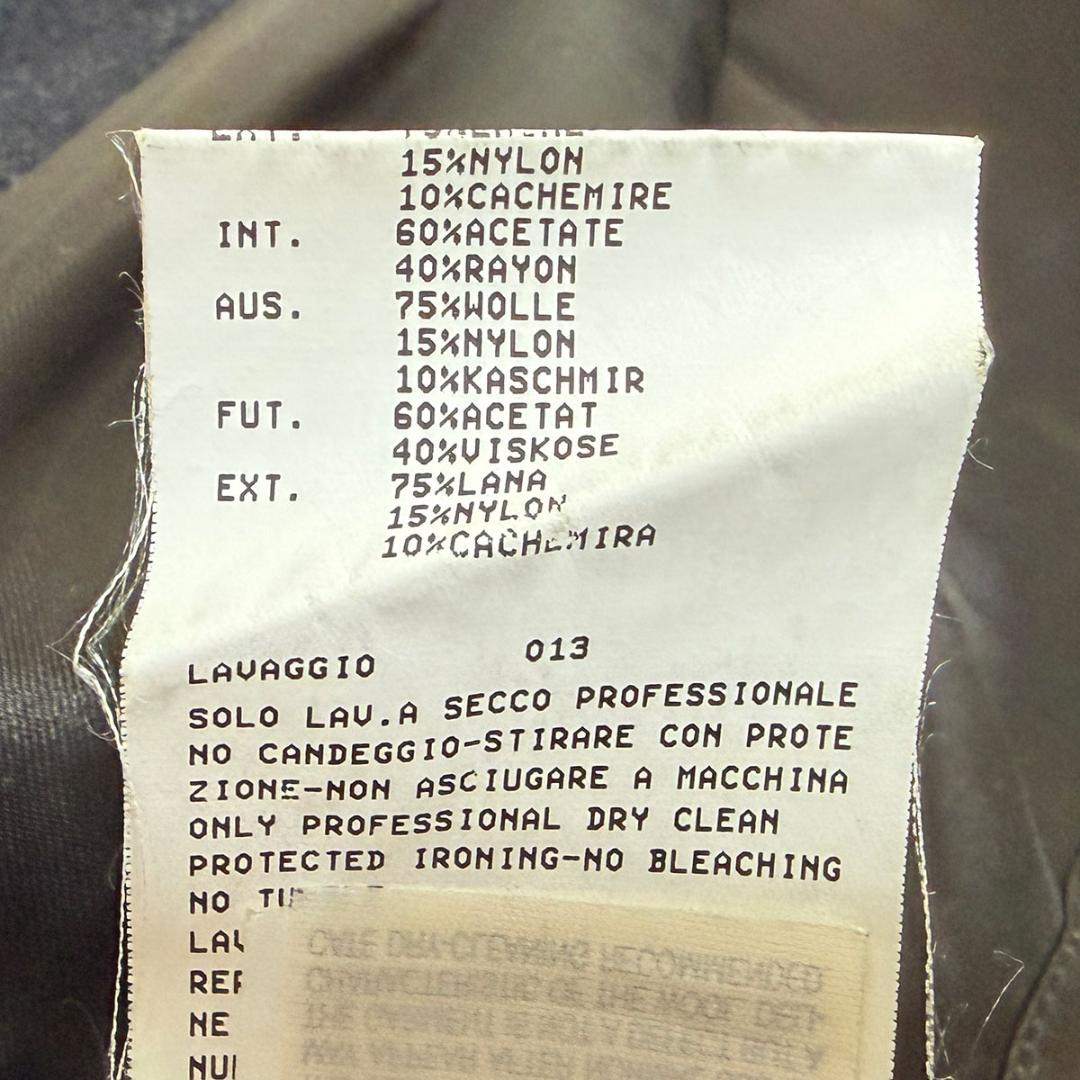 15%NYLON
10%CACHEMIRE
INT. 60%ACETATE
40%RAYON
AUS. 75%WOLLE
15%NYLON
10%KASCHMIR
FUT. 60%ACETAT
40%VISKOSE
EXT. 75%LANA
15%NYLON
10%CACHEMIRA
LAVAGGIO 013
SOLO LAV.A SECCO PROFESSIONALE
NO CANDEGGIO-STIRARE CON PROTE
ZIONE-NON ASCIUGARE A MACCHINA
ONLY PROFESSIONAL DRY CLEAN
PROTECTED IRONING-NO BLEACHING
NO
NE